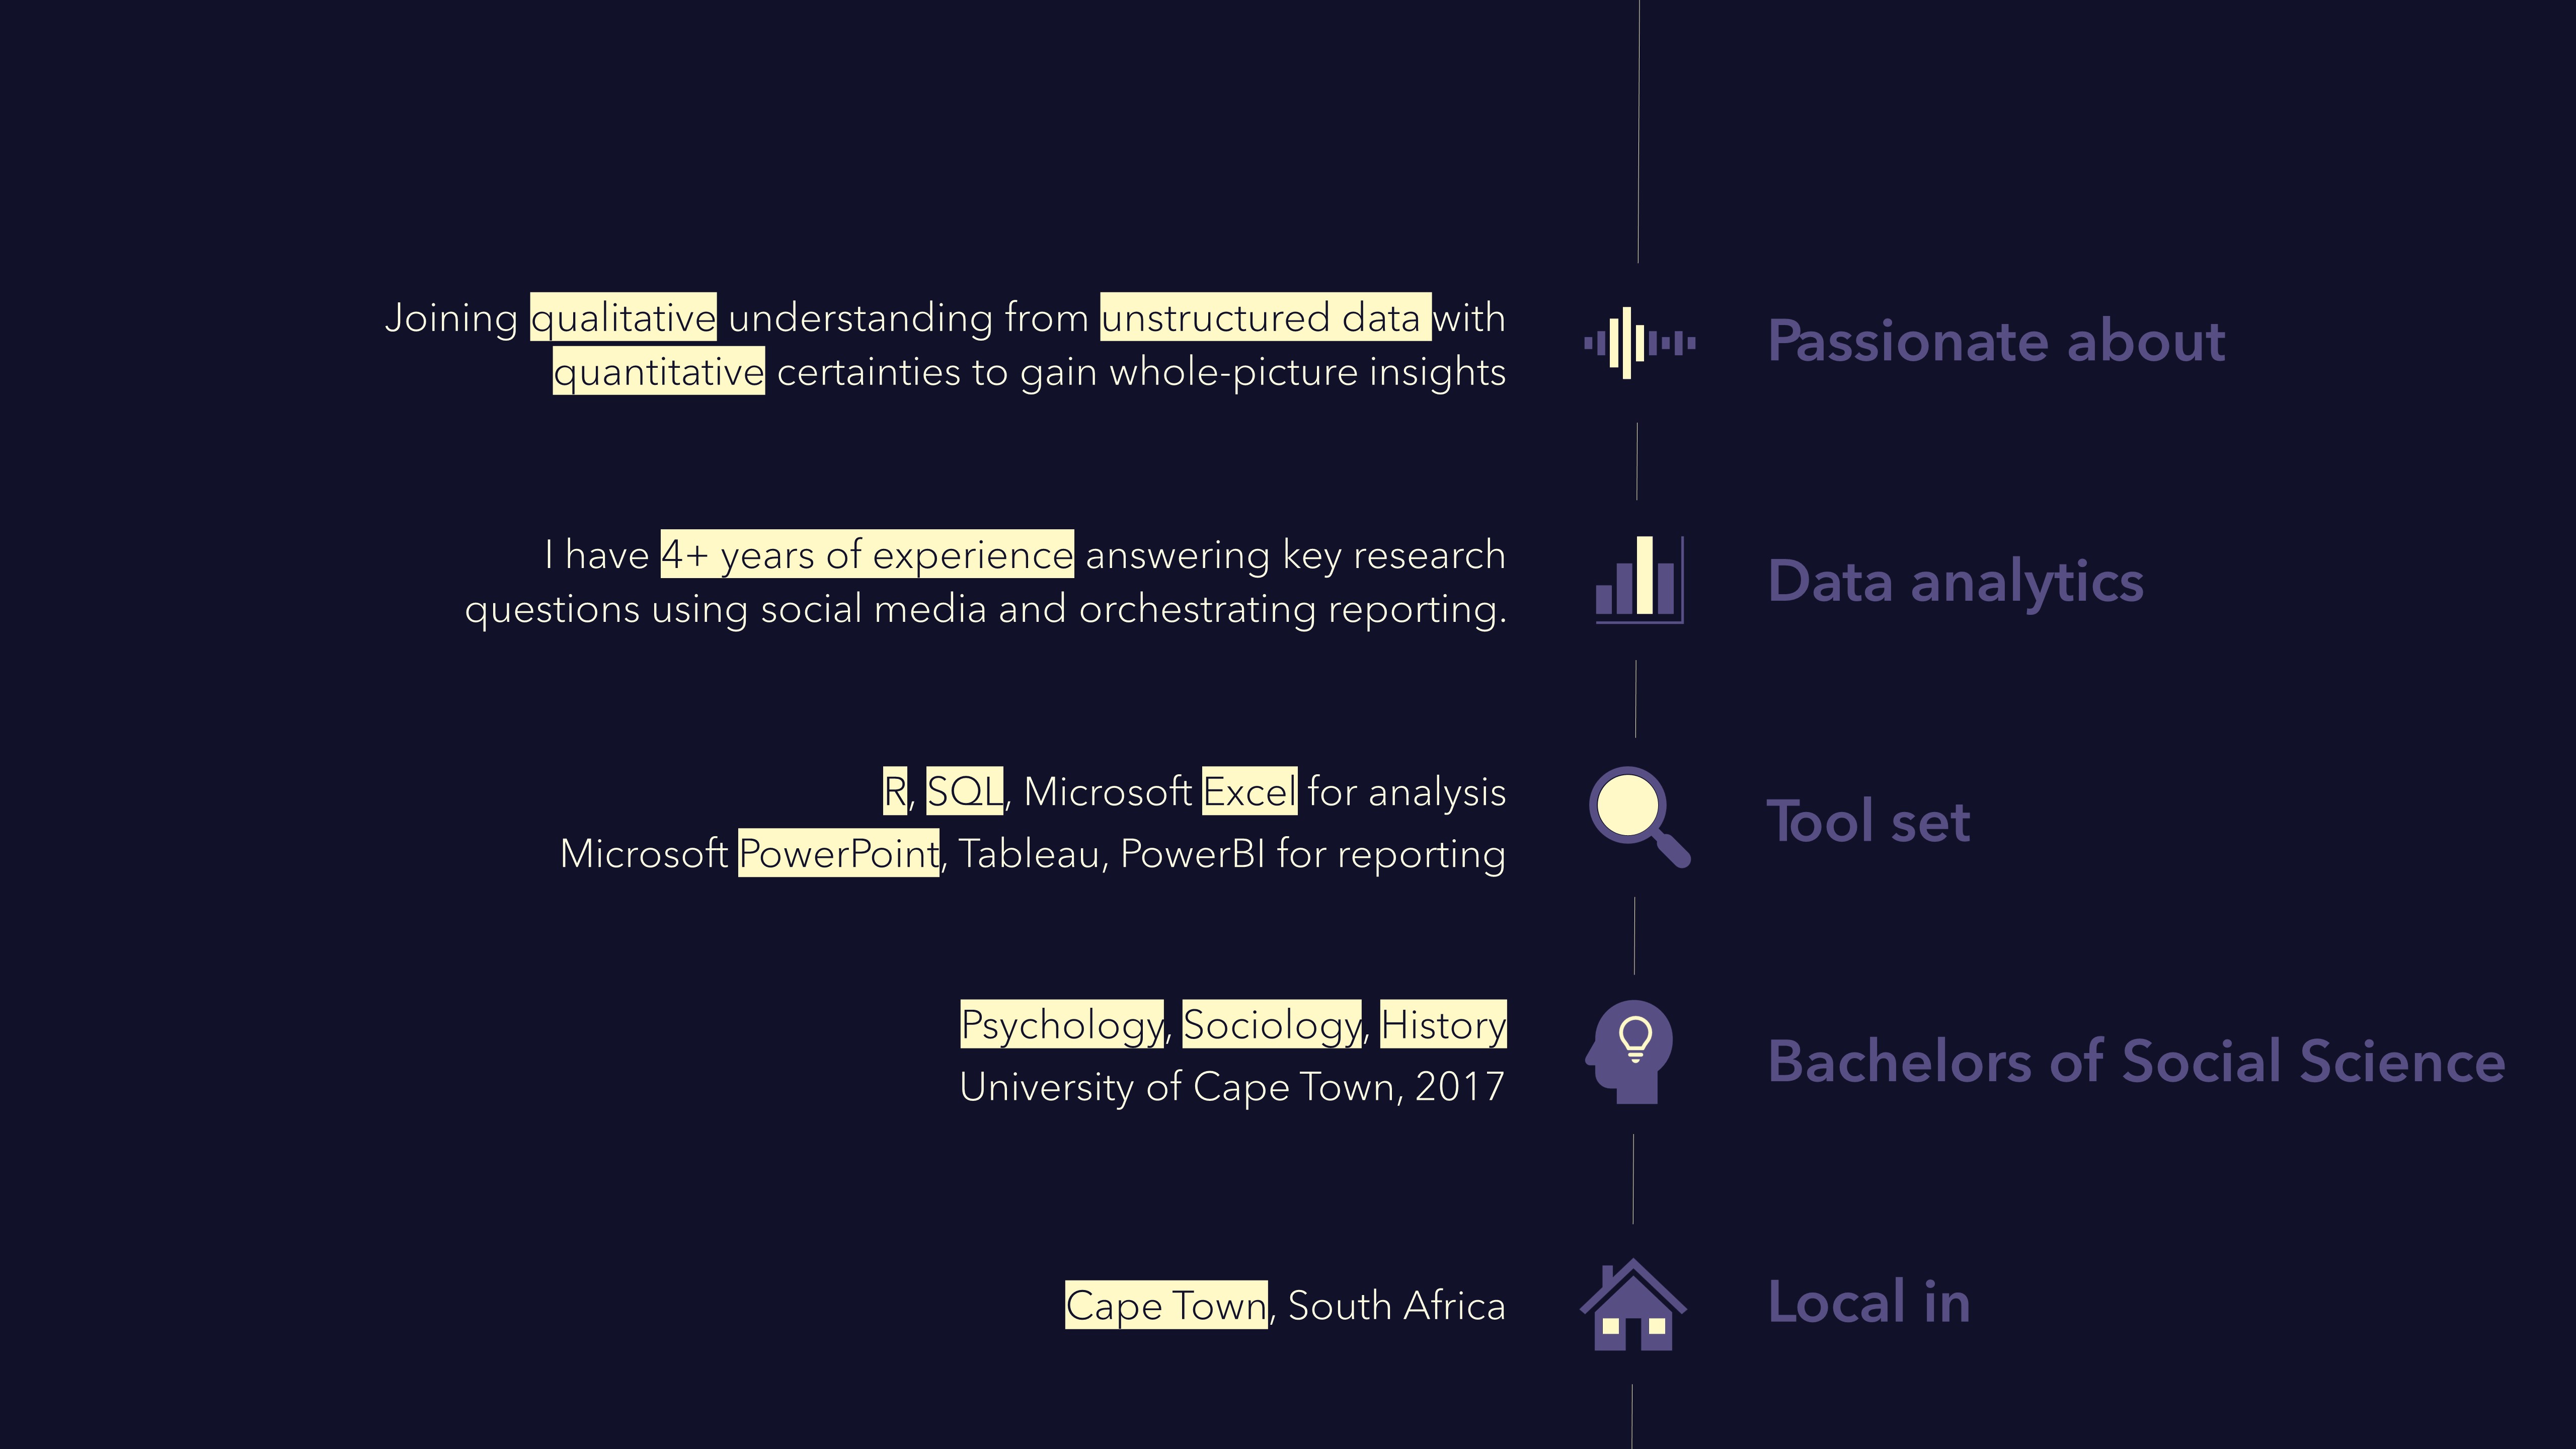 Joining qualitative understanding from unstructured data with
quantitative certainties to gain whole-picture insights
Passionate about
I have 4+ years of experience answering key research
questions using social media and orchestrating reporting.
Data analytics
R, SQL, Microsoft Excel for analysis
Microsoft PowerPoint, Tableau, PowerBI for reporting
Tool set
Psychology, Sociology, History
University of Cape Town, 2017
Bachelors of Social Science
Cape Town, South Africa
Local in